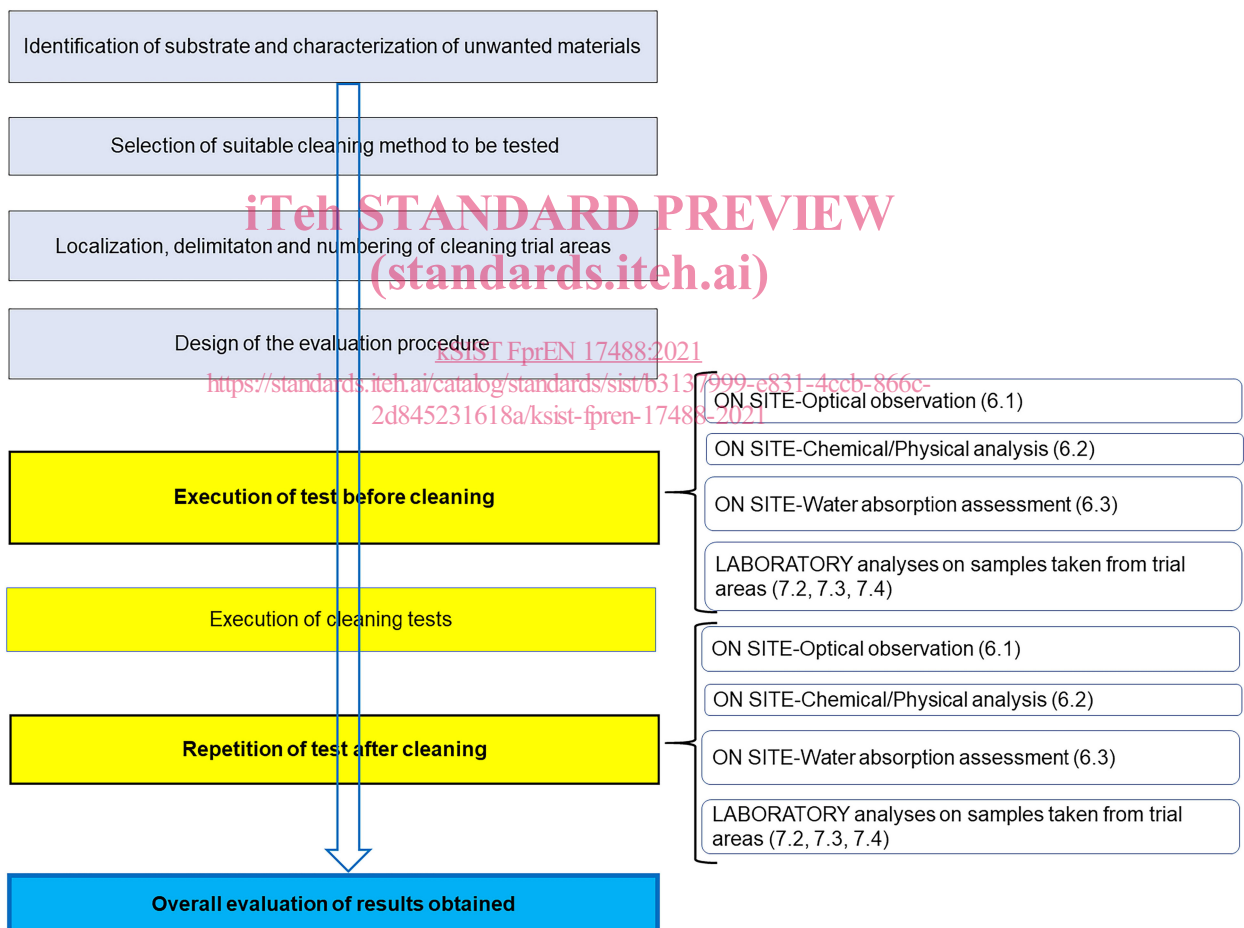 Identification of substrate and characterization of unwanted materials
Selection of suitable cleaning method to be tested
iTeh STANDARD PREVIEW
Localization, delimitaton and numbering of cleaning trial areas
(standards.iteh.ai)
Design of the evaluation procedure
kSIST FprEN 17488:2021
https://standards.iteh.ai/catalog/standards/sist/b3137999-e831-4ccb-866c-
2d845231618a/ksist-fpren-17488-2021
ON SITE-Optical observation (6.1)
ON SITE-Chemical/Physical analysis (6.2)
Execution of test before cleaning
ON SITE-Water absorption assessment (6.3)
LABORATORY analyses on samples taken from trial
areas (7.2, 7.3, 7.4)
Execution of cleaning tests
ON SITE-Optical observation (6.1)
ON SITE-Chemical/Physical analysis (6.2)
Repetition of test after cleaning
ON SITE-Water absorption assessment (6.3)
LABORATORY analyses on samples taken from trial
areas (7.2, 7.3, 7.4)
Overall evaluation of results obtained